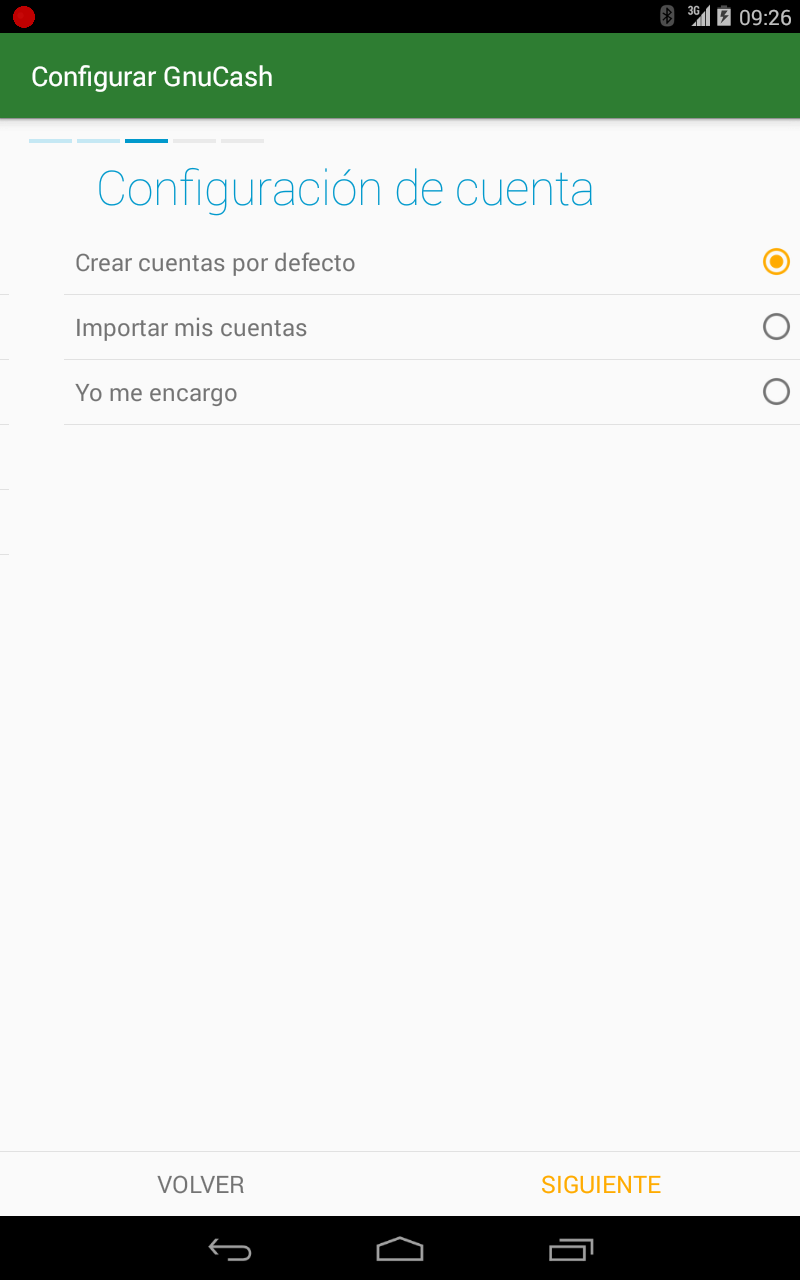 3G 09:26
Configurar GnuCash
Configuración de cuenta
Crear cuentas por defecto
Importar mis cuentas
Yo me encargo
VOLVER SIGUIENTE